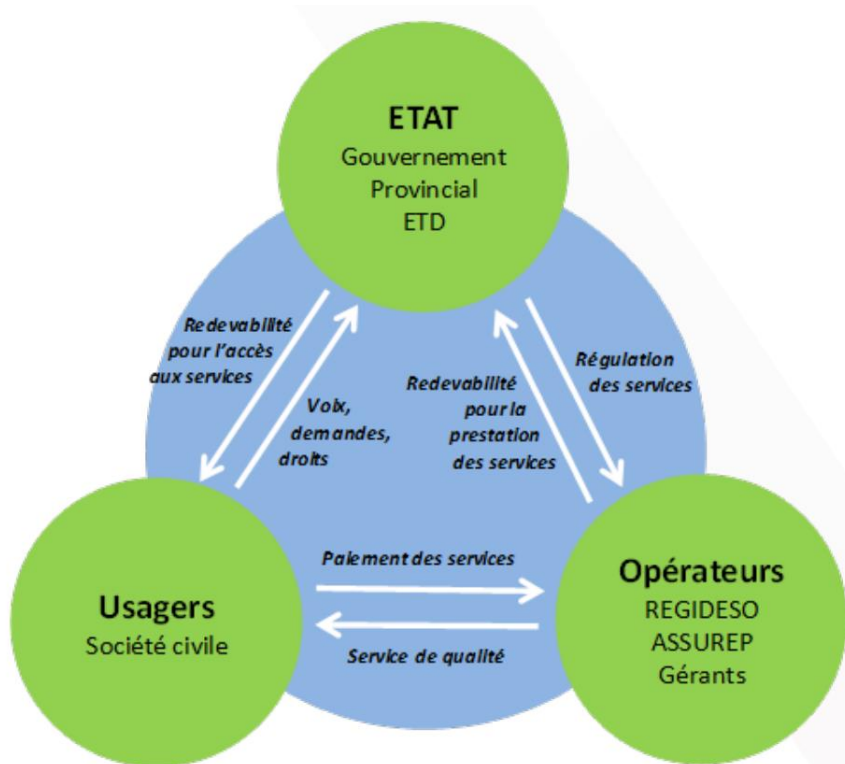 ETAT
Gouvernement
Provincial
ETD
Redevabilité
pour l'accès
aux services
Voix,
demandes,
droits
Redevabilité
pour la
prestation
des services
Régulation
des services
Paiement des services
Service de qualité
Usagers
Société civile
Opérateurs
REGIDESO
ASSUREP
Gérants